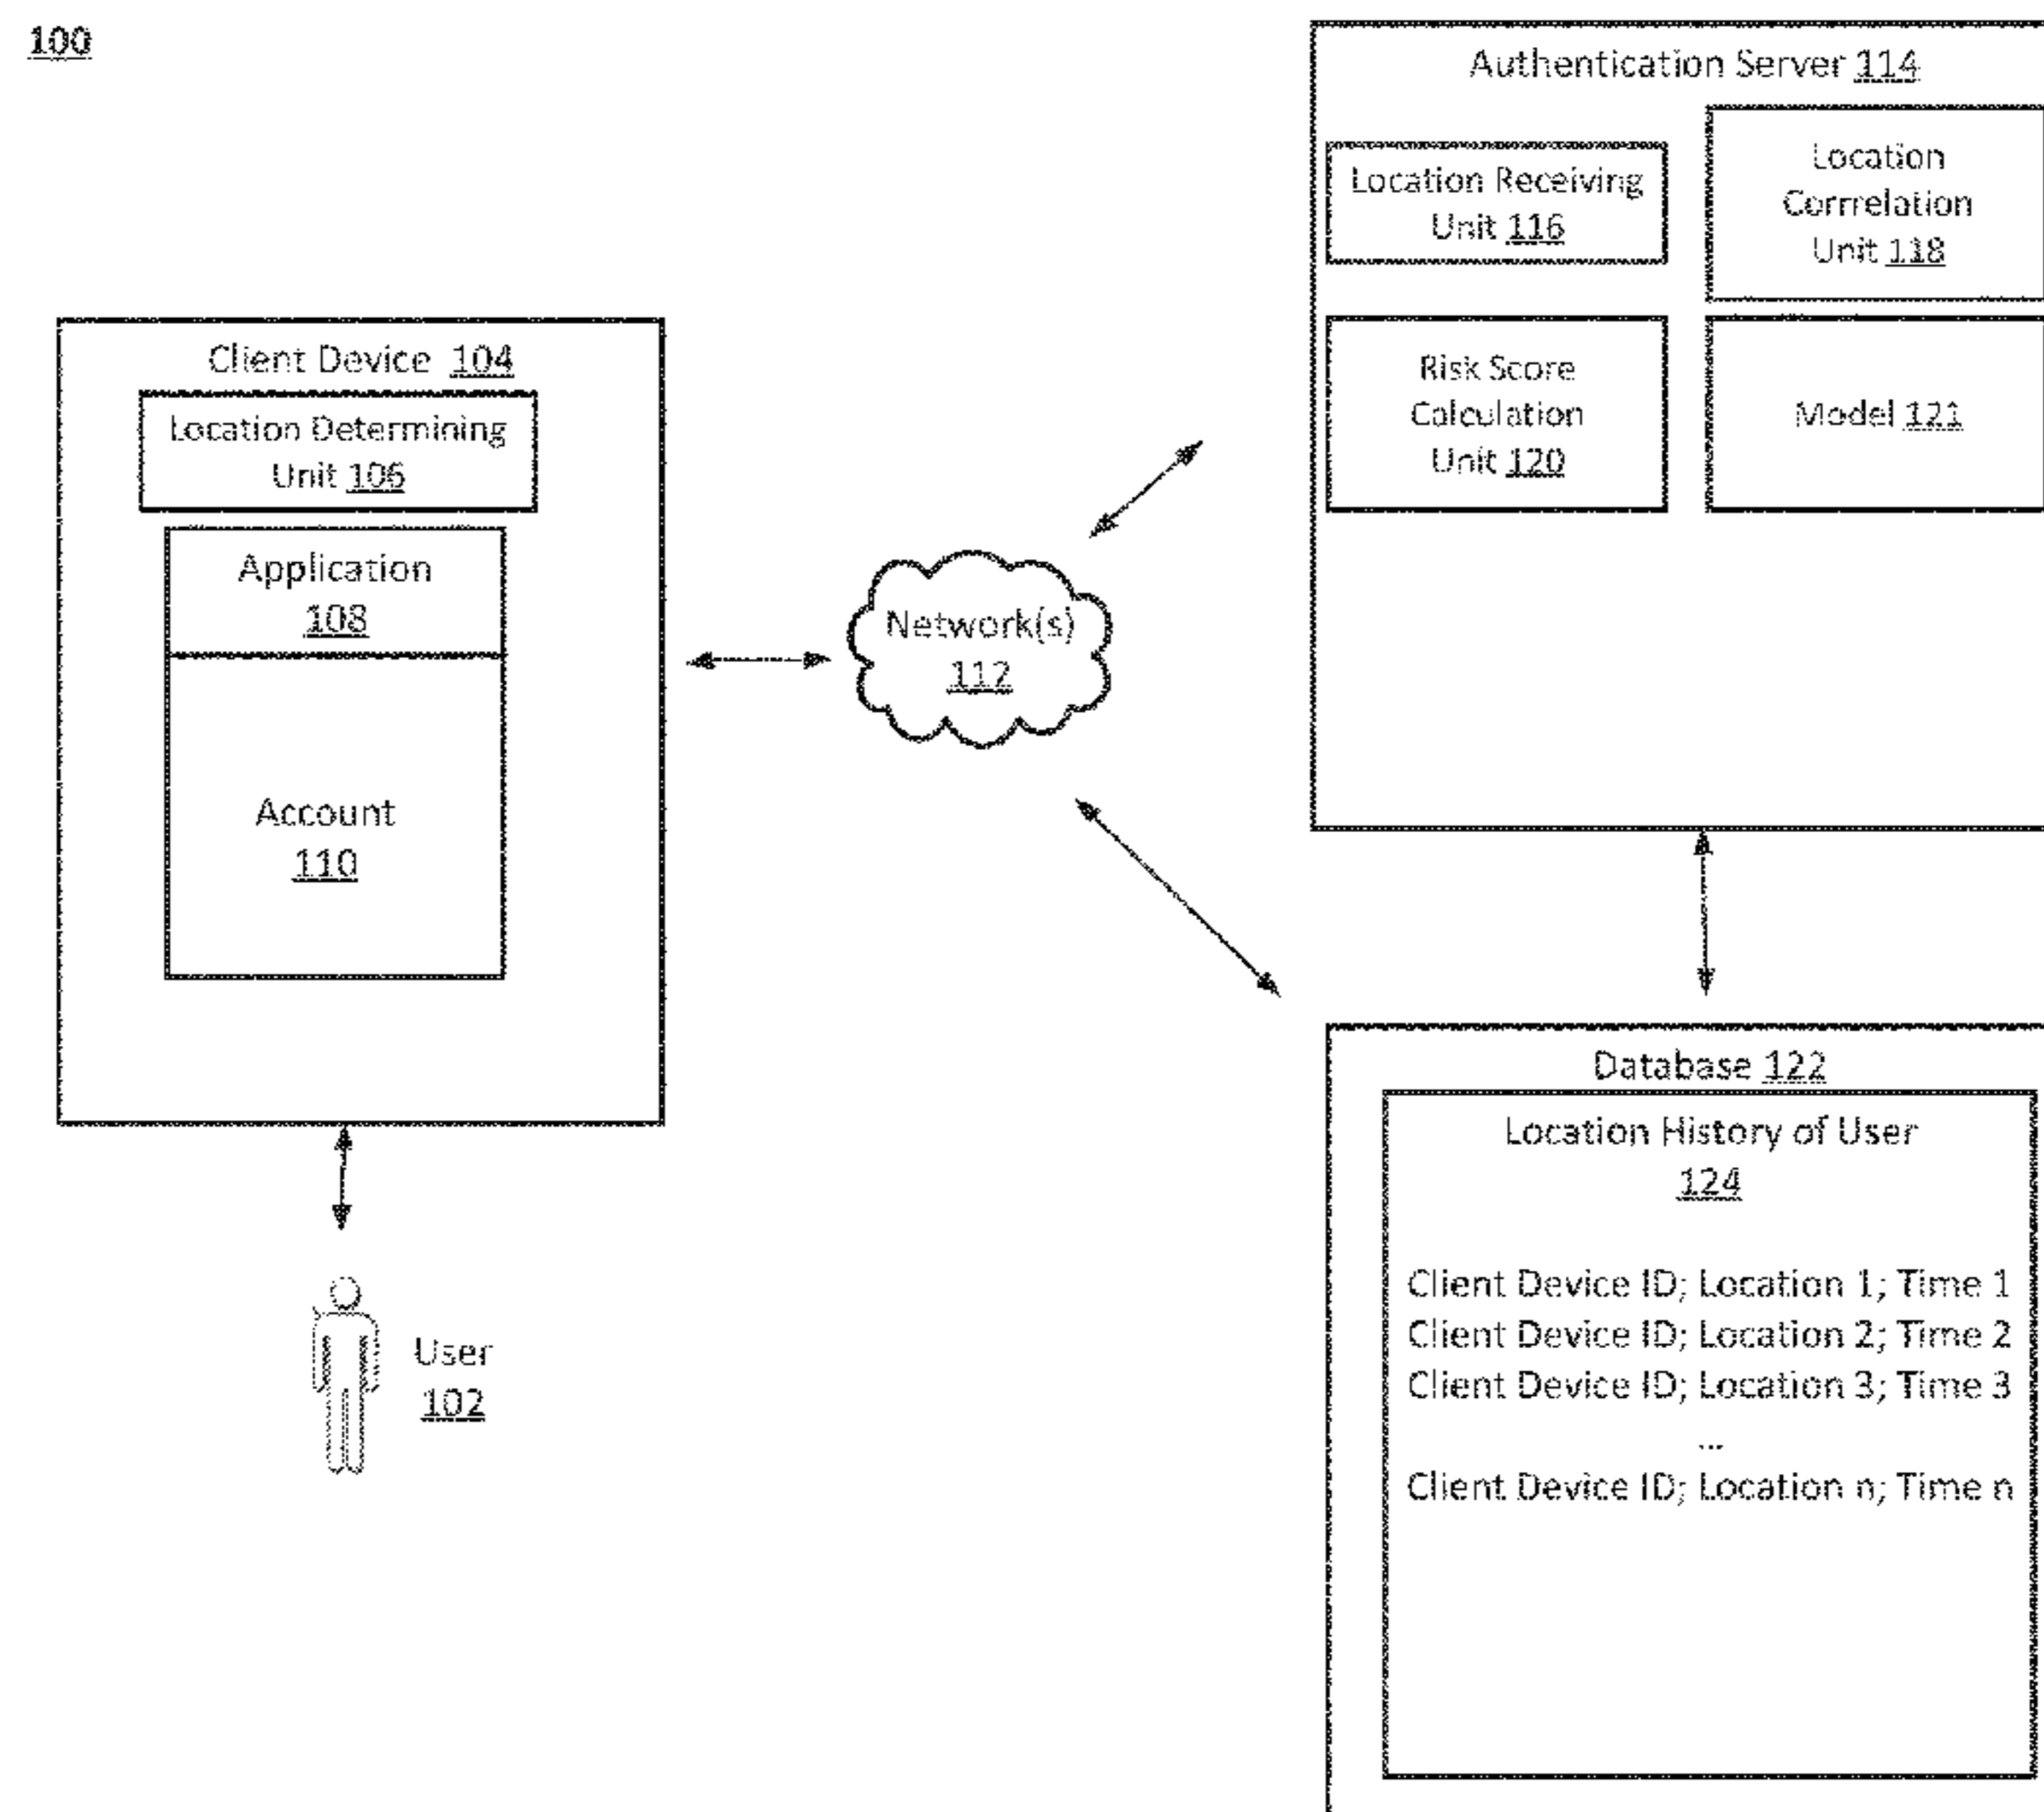 100
Authentication Server 114
Location Receiving
Unit 116
Location
Corrrelation
Unit 118
Risk Score
Calculation
Unit 120
Model 121
Client Device 104
Location Determining
Unit 106
Application
108
Account
110
Network(s)
112
User
102
Database 122
Location History of User
124
Client Device ID; Location 1; Time 1
Client Device ID; Location 2; Time 2
Client Device ID; Location 3; Time 3
...
Client Device ID; Location n; Time n